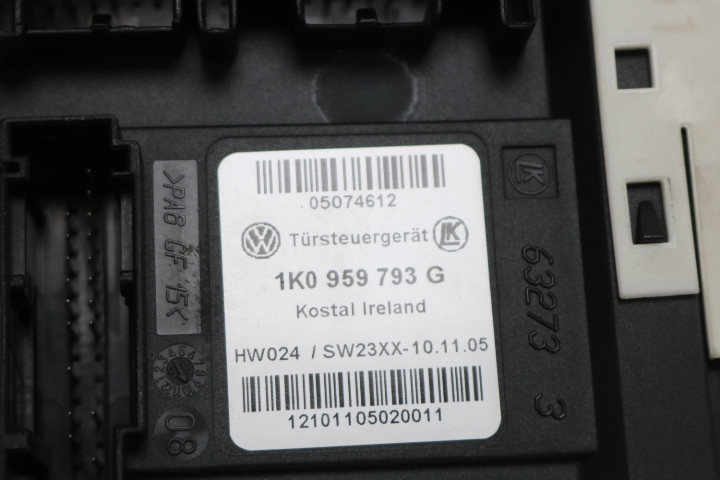 05074612
Türsteuergerät
1K0 959 793 G
Kostal Ireland
HW024 / SW23XX-10.11.05
12101105020011
>PA6 GF 15<
08
LK
63273 3